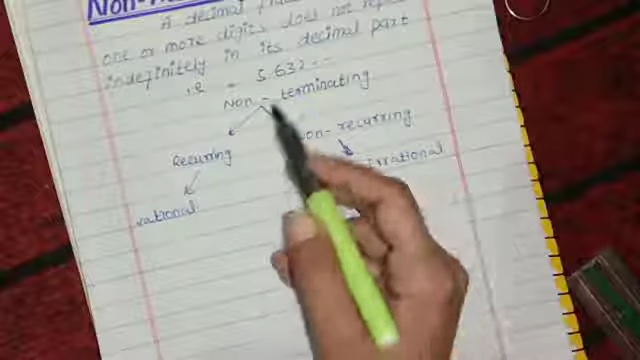 A decimal
one or more digits does not
indefinitely in its decimal part
5.632...
Non - terminating
Recurring
non-recurring
rational
irrational